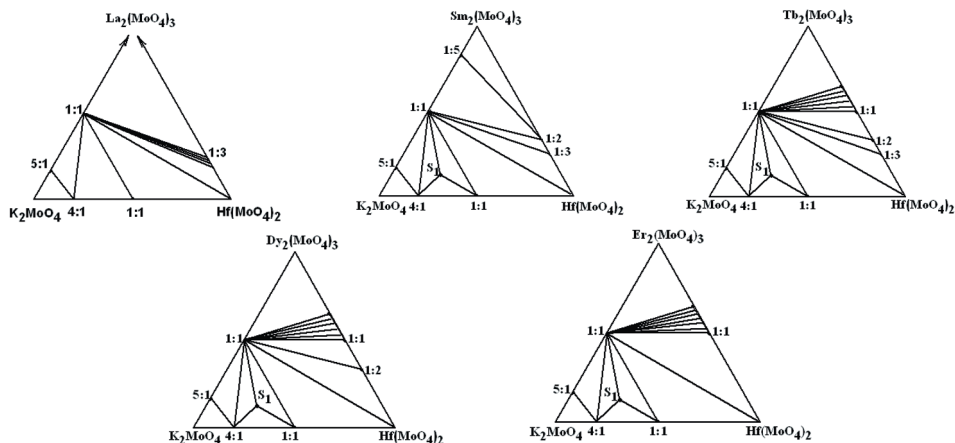 La₂(MoO₄)₃
1:1
1:3
5:1
K₂MoO₄ 4:1 1:1 Hf(MoO₄)₂
Sm₂(MoO₄)₃
1:5
1:1
1:2
1:3
5:1
S₁
K₂MoO₄ 4:1 1:1 Hf(MoO₄)₂
Tb₂(MoO₄)₃
1:1 1:1
1:2
1:3
5:1
S₁
K₂MoO₄ 4:1 1:1 Hf(MoO₄)₂
Dy₂(MoO₄)₃
1:1 1:1
1:2
5:1
S₁
K₂MoO₄ 4:1 1:1 Hf(MoO₄)₂
Er₂(MoO₄)₃
1:1 1:1
5:1
S₁
K₂MoO₄ 4:1 1:1 Hf(MoO₄)₂